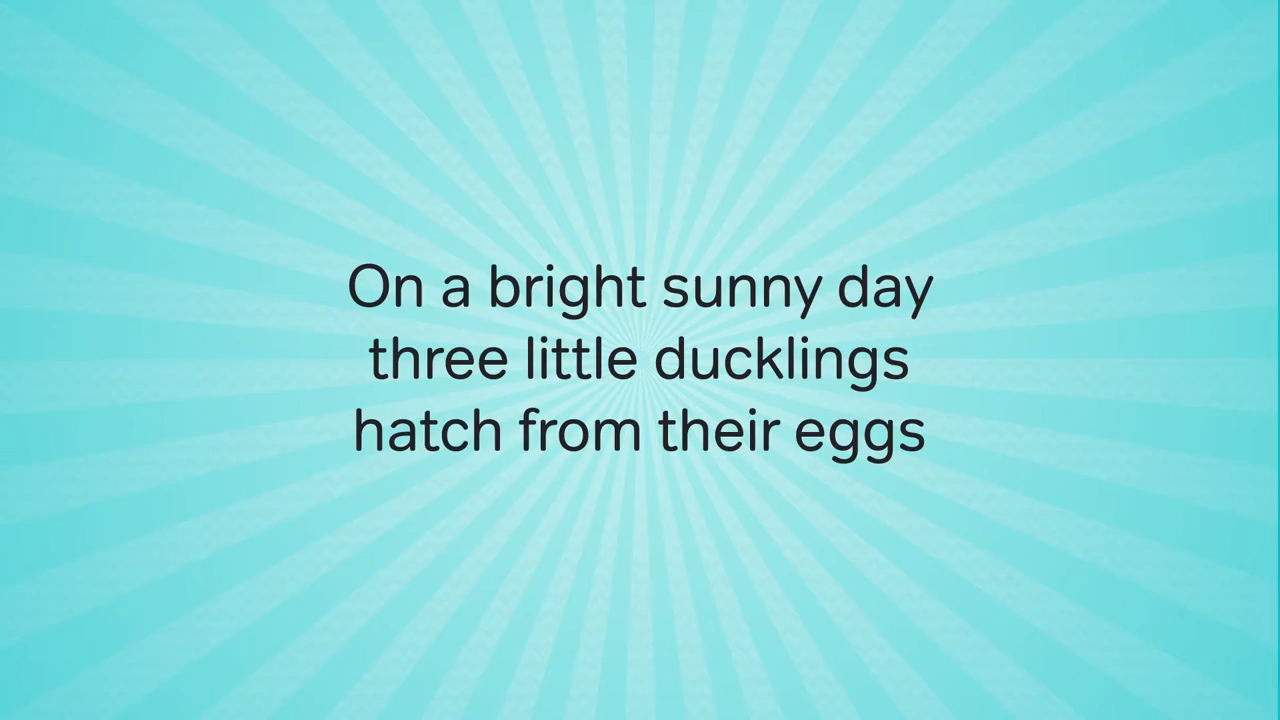 On a bright sunny day
three little ducklings
hatch from their eggs